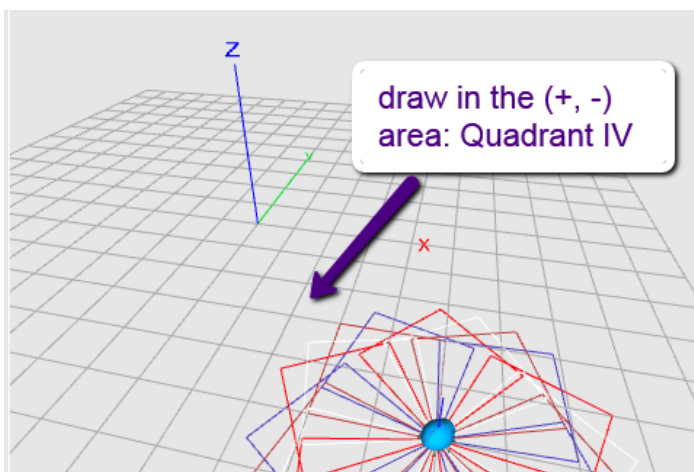 Z
draw in the (+, -)
area: Quadrant IV
y
x